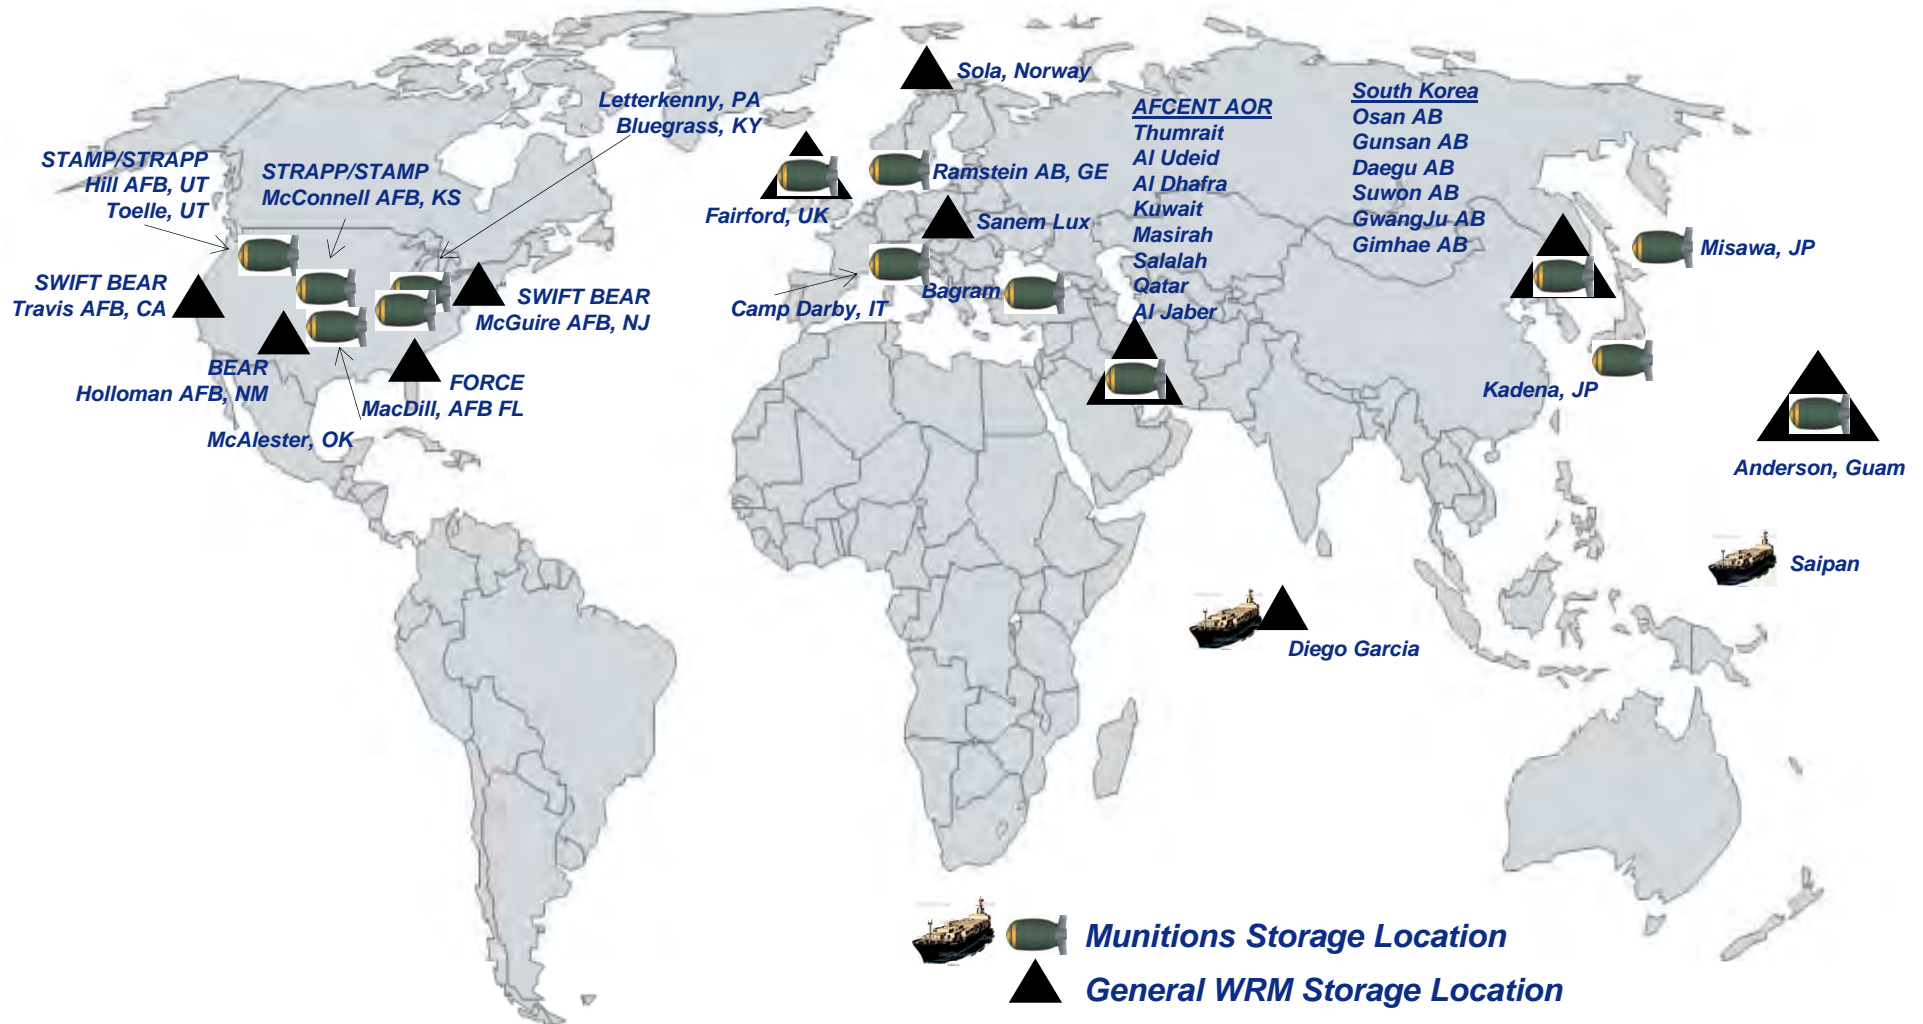 Sola, Norway
Letterkenny, PA
Bluegrass, KY
STAMP/STRAPP
Hill AFB, UT
Toelle, UT
STRAPP/STAMP
McConnell AFB, KS
SWIFT BEAR
Travis AFB, CA
SWIFT BEAR
McGuire AFB, NJ
BEAR
Holloman AFB, NM
FORCE
MacDill, AFB FL
McAlester, OK
Fairford, UK
Ramstein AB, GE
Sanem Lux
Camp Darby, IT
Bagram
AFCENT AOR
Thumrait
Al Udeid
Al Dhafra
Kuwait
Masirah
Salalah
Qatar
Al Jaber
South Korea
Osan AB
Gunsan AB
Daegu AB
Suwon AB
GwangJu AB
Gimhae AB
Misawa, JP
Kadena, JP
Anderson, Guam
Saipan
Diego Garcia
Munitions Storage Location
General WRM Storage Location